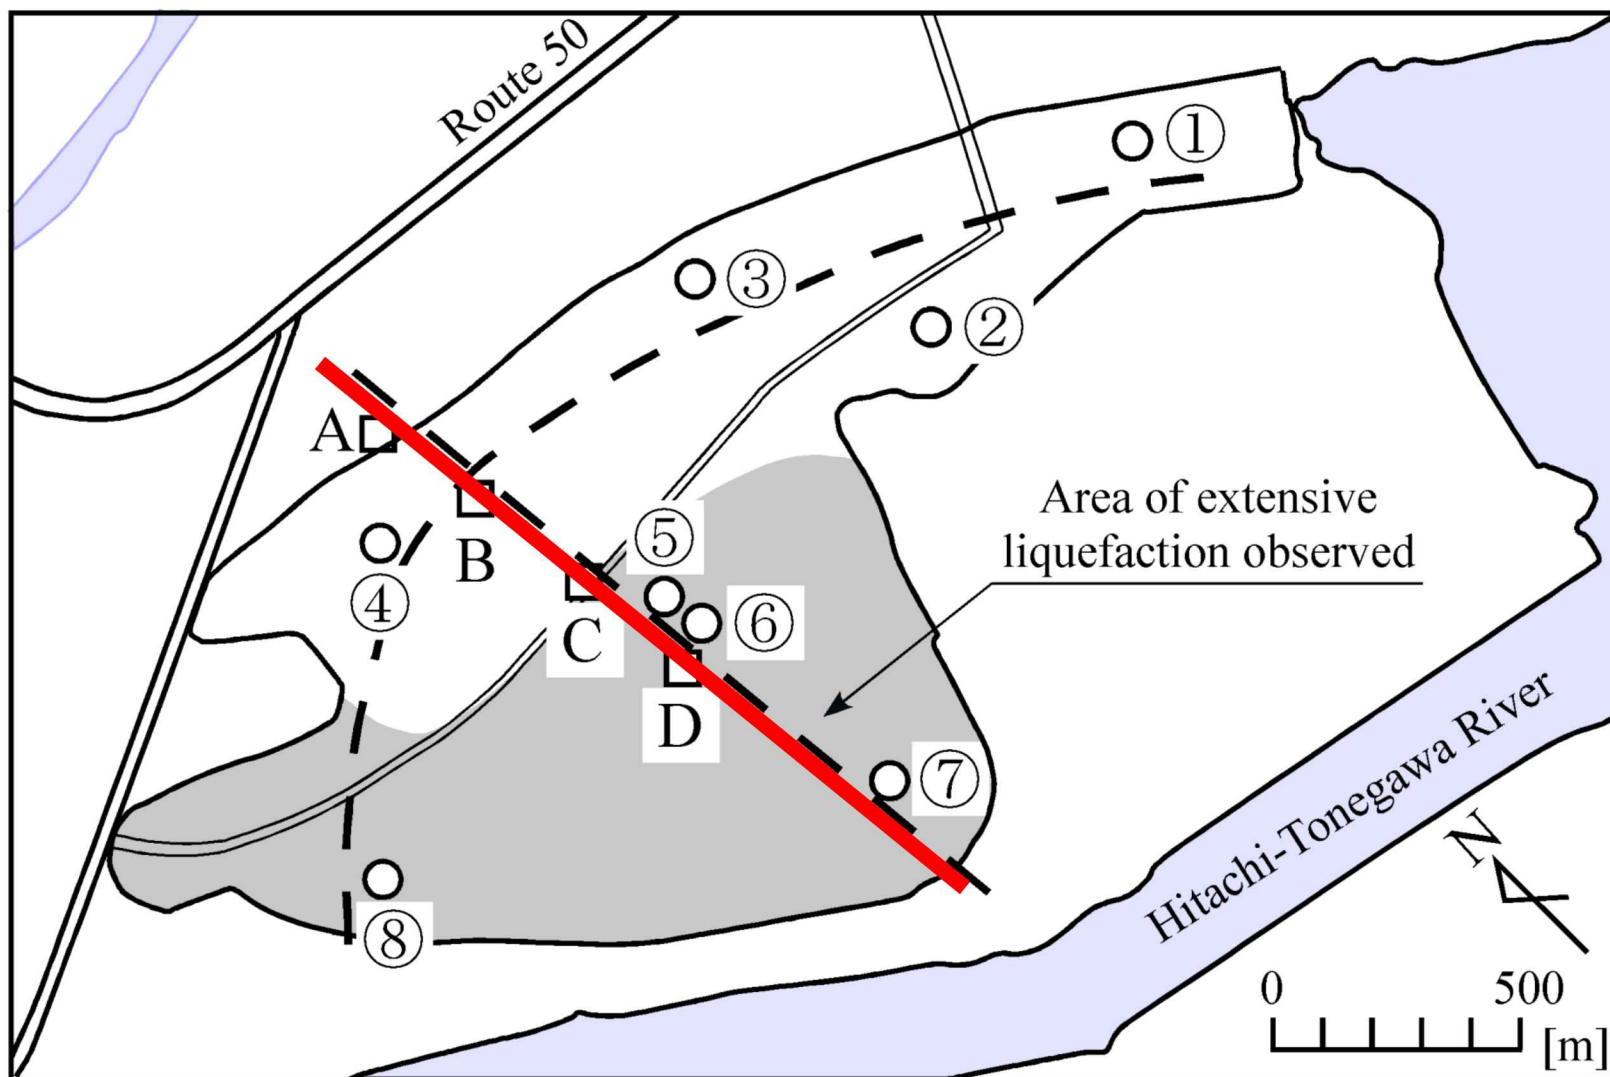 Route 50
①
③
②
A
Area of extensive
liquefaction observed
⑤
B
④
⑥
C
D
⑦
Hitachi-Tonegawa River
N
⑧
0 500
[m]